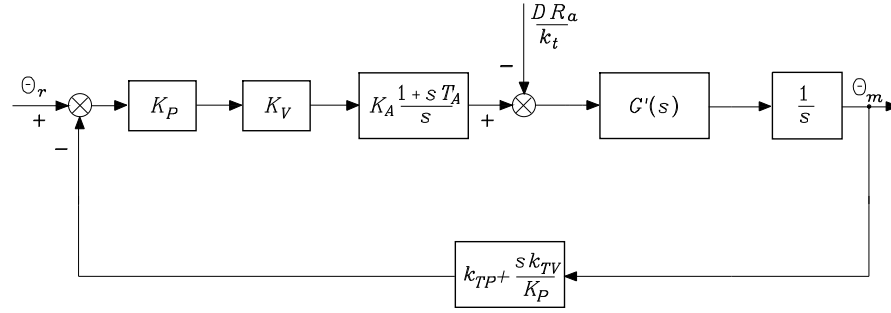 D R_a
k_t
Θ_r
+
−
K_P
K_V
K_A (1 + s T_A)/s
+
−
G'(s)
1/s
Θ_m
k_TP + s k_TV/K_P